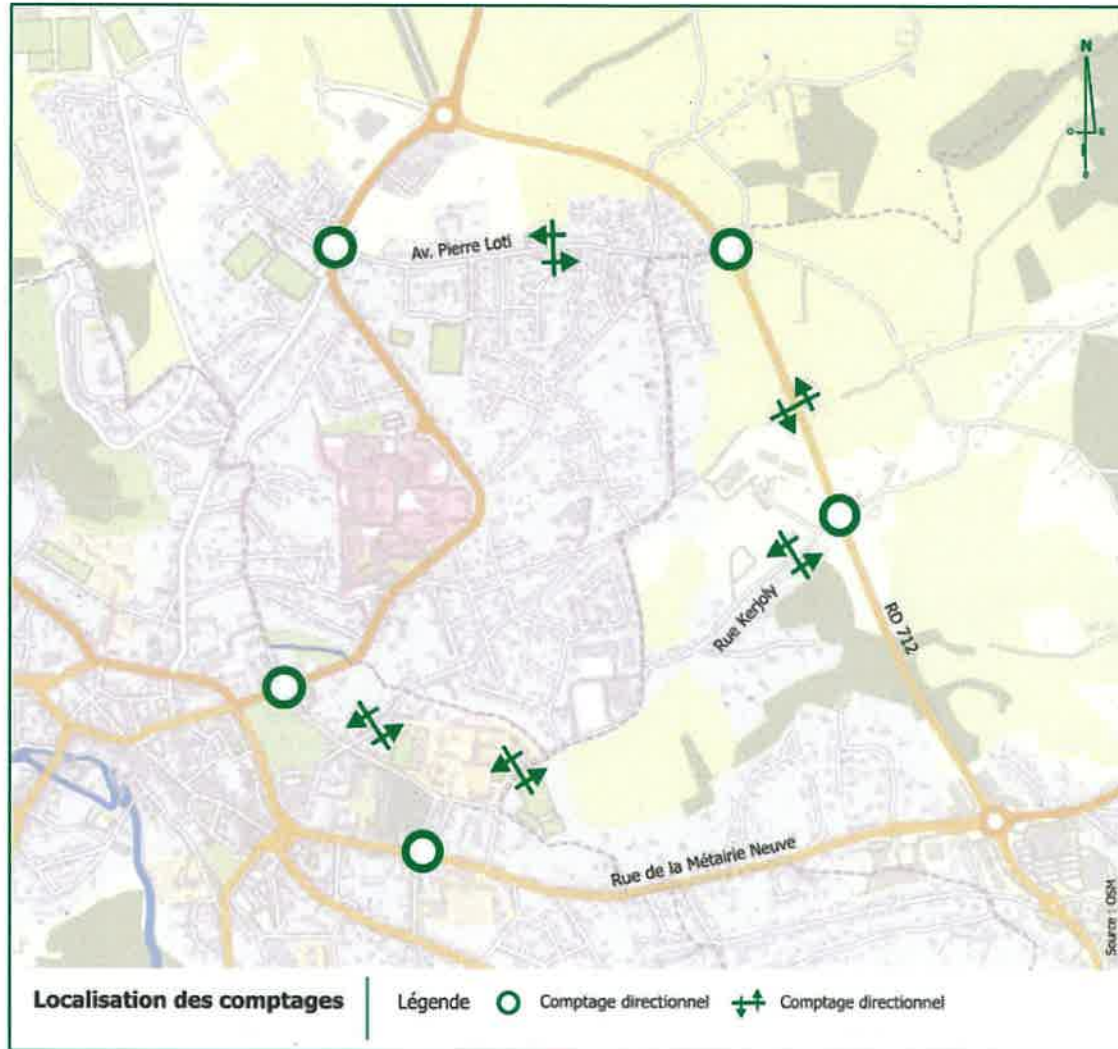 N
O
E
S
Av. Pierre Loti
Rue Kerjoly
RD 712
Rue de la Métairie Neuve
Source : OSM
Localisation des comptages
Légende
Comptage directionnel
Comptage directionnel